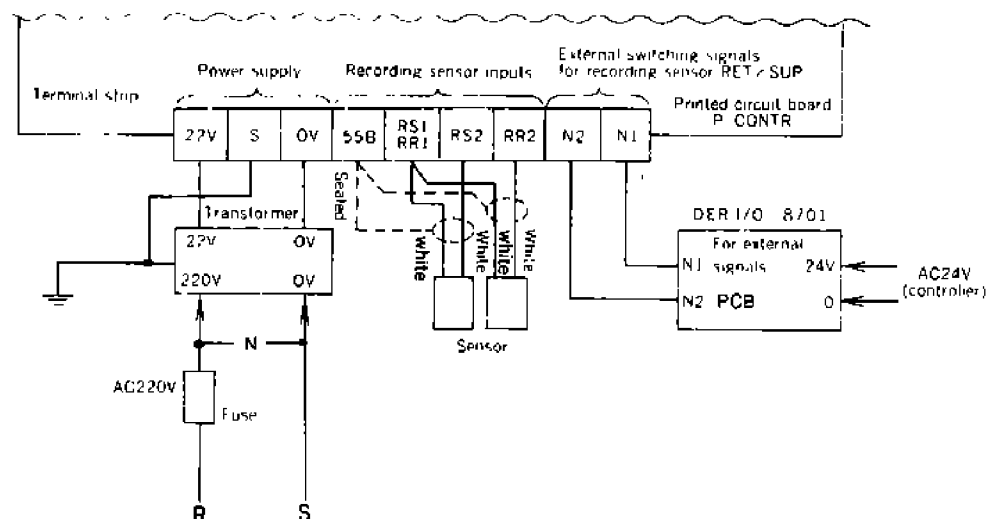 External switching signals
for recording sensor RET / SUP
Power supply
Recording sensor inputs
Terminal strip
Printed circuit board
P CONTR
22V
S
0V
55B
RS1
RR1
RS2
RR2
N2
N1
Sealed
Transformer
22V
0V
220V
0V
White
White
white
White
DER I/O 8701
For external
signals
N1
24V
N2
PCB
0
AC24V
(controller)
Sensor
N
AC220V
Fuse
R
S